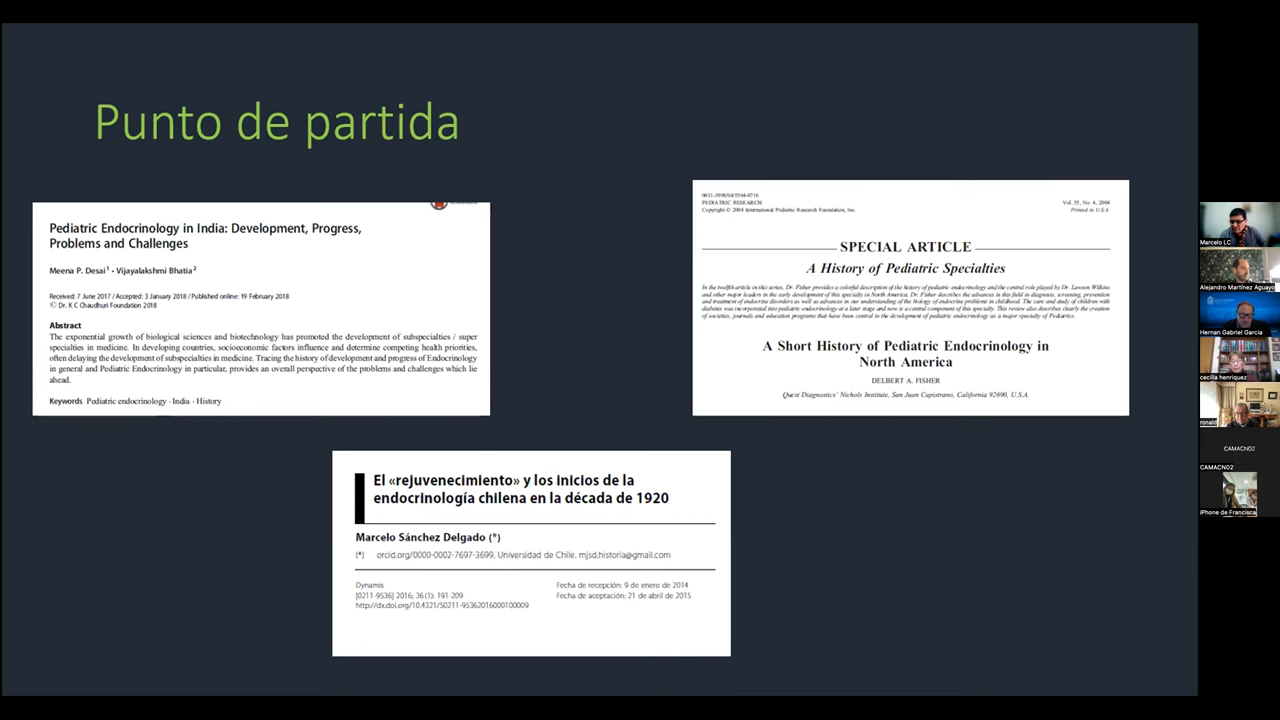 Punto de partida
Pediatric Endocrinology in India: Development, Progress,
Problems and Challenges
Meena P. Desai1 • Vijayalakshmi Bhatia2
Received: 7 June 2017 / Accepted: 3 January 2018 / Published online: 19 February 2018
© Dr. K C Chaudhuri Foundation 2018
Abstract
The exponential growth of biological sciences and biotechnology has promoted the development of subspecialties / super
specialties in medicine. In developing countries, socioeconomic factors influence and determine competing health priorities,
often delaying the development of subspecialties in medicine. Tracing the history of development and progress of Endocrinology
in general and Pediatric Endocrinology in particular, provides an overall perspective of the problems and challenges which lie
ahead.
Keywords Pediatric endocrinology · India · History
0031-3998/04/5504-0716
PEDIATRIC RESEARCH
Copyright © 2004 International Pediatric Research Foundation, Inc.
Vol. 55, No. 4, 2004
Printed in U.S.A.
SPECIAL ARTICLE
A History of Pediatric Specialties
In the twelfth article in this series, Dr. Fisher provides a colorful description of the history of pediatric endocrinology and the central role played by Dr. Lawson Wilkins
and other major leaders in the early development of this specialty in North America. Dr. Fisher describes the advances in this field in diagnosis, screening, prevention
and treatment of endocrine disorders as well as advances in our understanding of the biology of endocrine problems in childhood. The care and study of children with
diabetes was incorporated into pediatric endocrinology at a later stage and now is a central component of this specialty. This review also describes clearly the creation
of societies, journals and education programs that have been central to the development of pediatric endocrinology as a major specialty of Pediatrics.
A Short History of Pediatric Endocrinology in
North America
DELBERT A. FISHER
Quest Diagnostics' Nichols Institute, San Juan Capistrano, California 92690, U.S.A.
El «rejuvenecimiento» y los inicios de la
endocrinología chilena en la década de 1920
Marcelo Sánchez Delgado (*)
(*) orcid.org/0000-0002-7697-3699. Universidad de Chile. mjsd.historia@gmail.com
Dynamis
[0211-9536] 2016; 36 (1): 191-209
http://dx.doi.org/10.4321/S0211-95362016000100009
Fecha de recepción: 9 de enero de 2014
Fecha de aceptación: 21 de abril de 2015
Marcelo LC
Alejandro Martínez Aguayo
Hernan Gabriel Garcia
cecilia henriquez
ronald
CAMACN02
CAMACN02
iPhone de Francisca